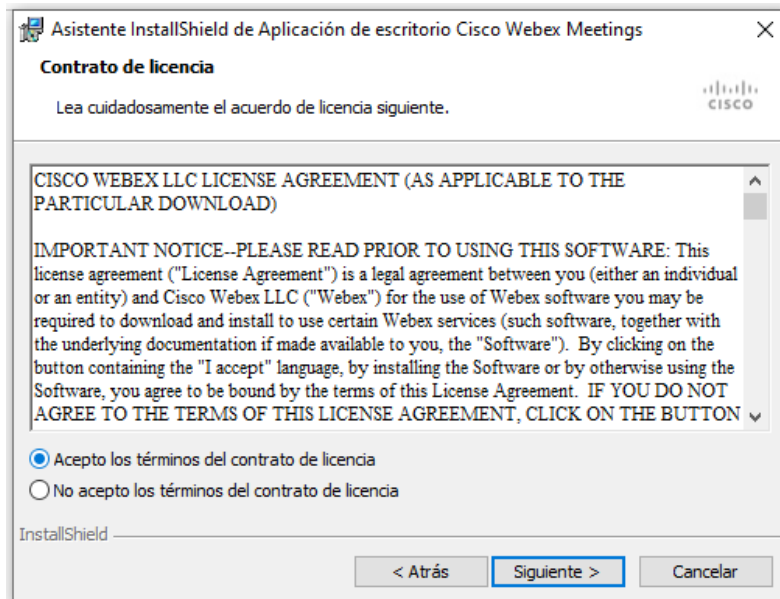 Asistente InstallShield de Aplicación de escritorio Cisco Webex Meetings
Contrato de licencia
Lea cuidadosamente el acuerdo de licencia siguiente.
CISCO
CISCO WEBEX LLC LICENSE AGREEMENT (AS APPLICABLE TO THE
PARTICULAR DOWNLOAD)
IMPORTANT NOTICE--PLEASE READ PRIOR TO USING THIS SOFTWARE: This
license agreement ("License Agreement") is a legal agreement between you (either an individual
or an entity) and Cisco Webex LLC ("Webex") for the use of Webex software you may be
required to download and install to use certain Webex services (such software, together with
the underlying documentation if made available to you, the "Software"). By clicking on the
button containing the "I accept" language, by installing the Software or by otherwise using the
Software, you agree to be bound by the terms of this License Agreement. IF YOU DO NOT
AGREE TO THE TERMS OF THIS LICENSE AGREEMENT, CLICK ON THE BUTTON
Acepto los términos del contrato de licencia
No acepto los términos del contrato de licencia
InstallShield
< Atrás
Siguiente >
Cancelar